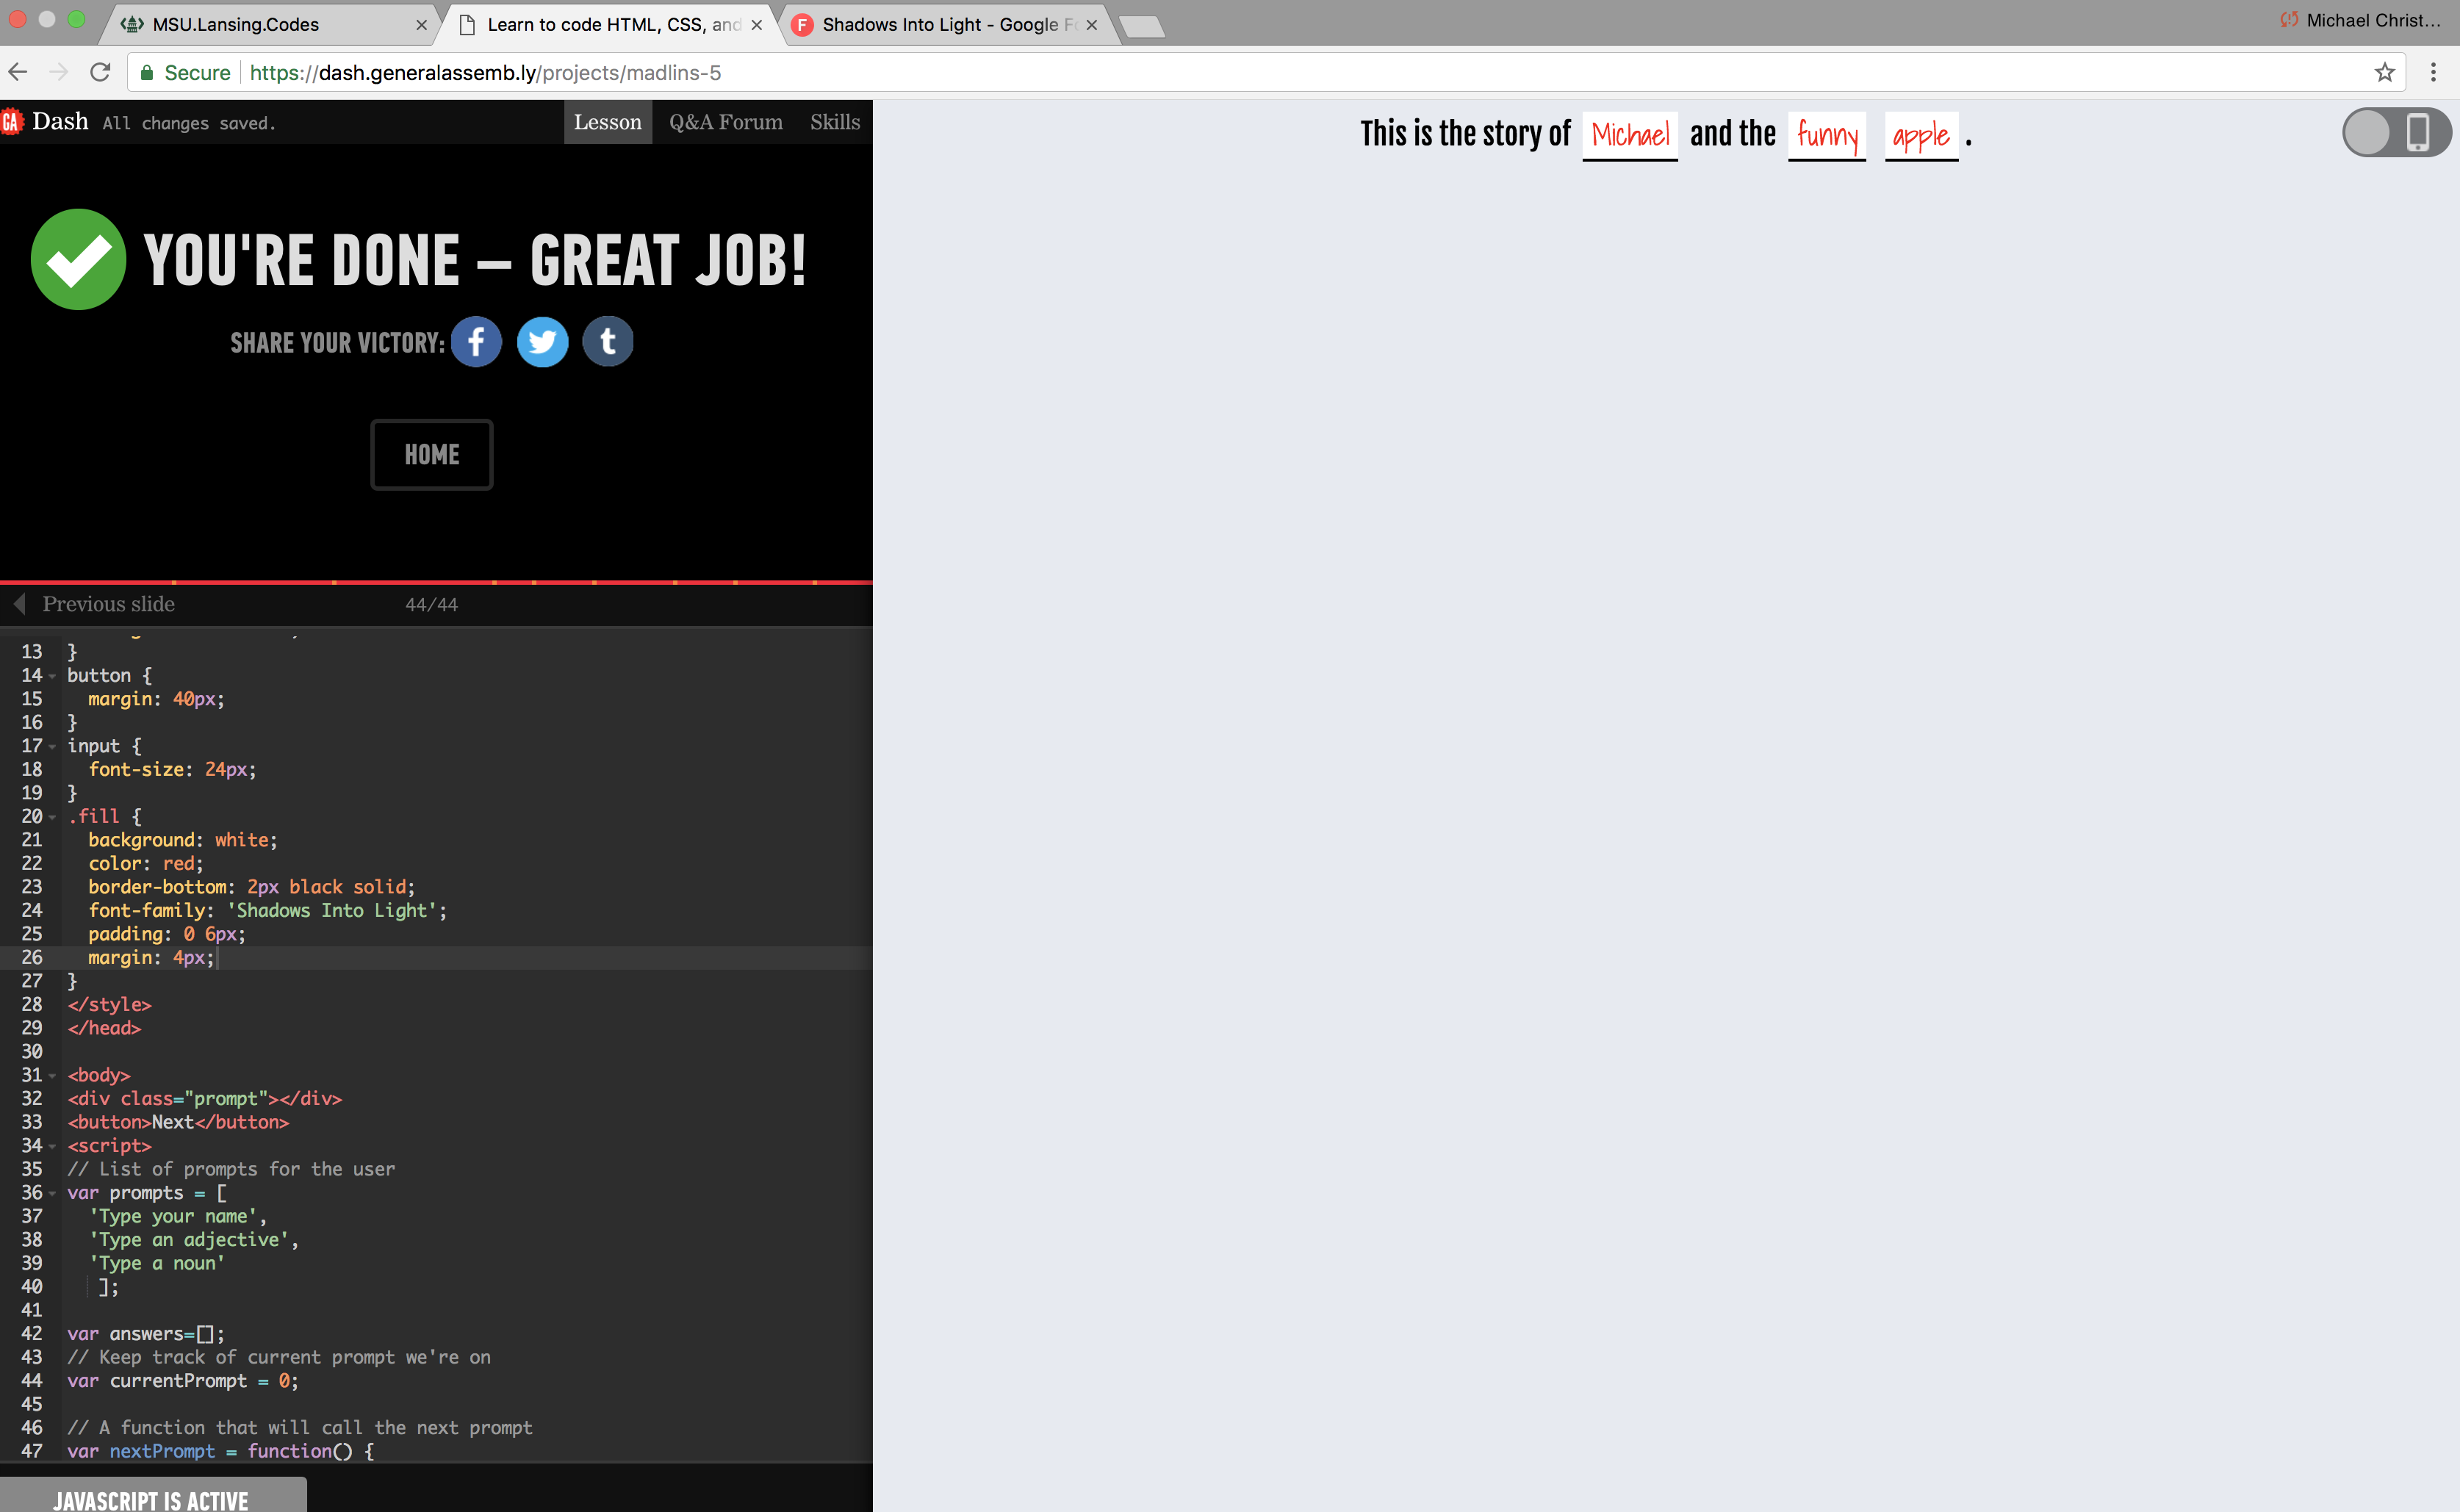 MSU.Lansing.Codes
Learn to code HTML, CSS, and
Shadows Into Light - Google Fo
Michael Christ...
Secure https://dash.generalassemb.ly/projects/madlins-5
GA Dash All changes saved. Lesson Q&A Forum Skills
YOU'RE DONE — GREAT JOB!
SHARE YOUR VICTORY: f t
HOME
Previous slide 44/44
13 }
14 button {
15 margin: 40px;
16 }
17 input {
18 font-size: 24px;
19 }
20 .fill {
21 background: white;
22 color: red;
23 border-bottom: 2px black solid;
24 font-family: 'Shadows Into Light';
25 padding: 0 6px;
26 margin: 4px;
27 }
28 </style>
29 </head>
30
31 <body>
32 <div class="prompt"></div>
33 <button>Next</button>
34 <script>
35 // List of prompts for the user
36 var prompts = [
37 'Type your name',
38 'Type an adjective',
39 'Type a noun'
40 ];
41
42 var answers=[];
43 // Keep track of current prompt we're on
44 var currentPrompt = 0;
45
46 // A function that will call the next prompt
47 var nextPrompt = function() {
JAVASCRIPT IS ACTIVE
This is the story of Michael and the funny apple .